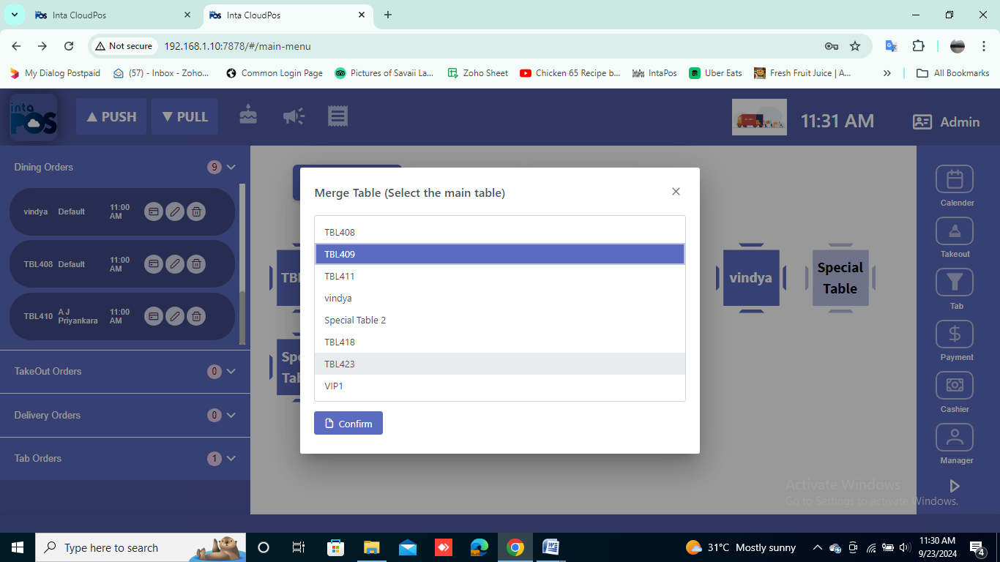 Inta CloudPos
Inta CloudPos
Not secure
192.168.1.10:7878/#/main-menu
My Dialog Postpaid
(57) - Inbox - Zoho...
Common Login Page
Pictures of Savaii La...
Zoho Sheet
Chicken 65 Recipe b...
IntaPos
Uber Eats
Fresh Fruit Juice | A...
All Bookmarks
inta
POS
PUSH
PULL
11:31 AM
Admin
Dining Orders
9
vindya Default 11:00
AM
TBL408 Default 11:00
AM
TBL410 A J
Priyankara 11:00
AM
TakeOut Orders
0
Delivery Orders
0
Tab Orders
1
Merge Table (Select the main table)
TBL408
TBL409
TBL411
vindya
Special Table 2
TBL418
TBL423
VIP1
Confirm
vindya
Special
Table
Calender
Takeout
Tab
Payment
Cashier
Manager
Activate Windows
Go to Settings to activate Windows.
Type here to search
31°C Mostly sunny
11:30 AM
9/23/2024
4